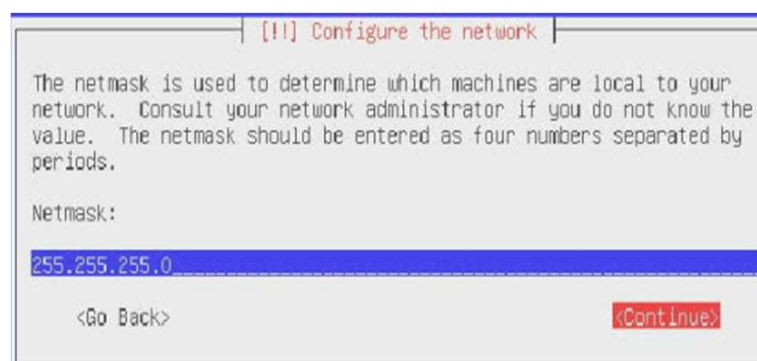 [!!] Configure the network
The netmask is used to determine which machines are local to your
network.  Consult your network administrator if you do not know the
value.  The netmask should be entered as four numbers separated by
periods.
Netmask:
255.255.255.0
<Go Back> <Continue>